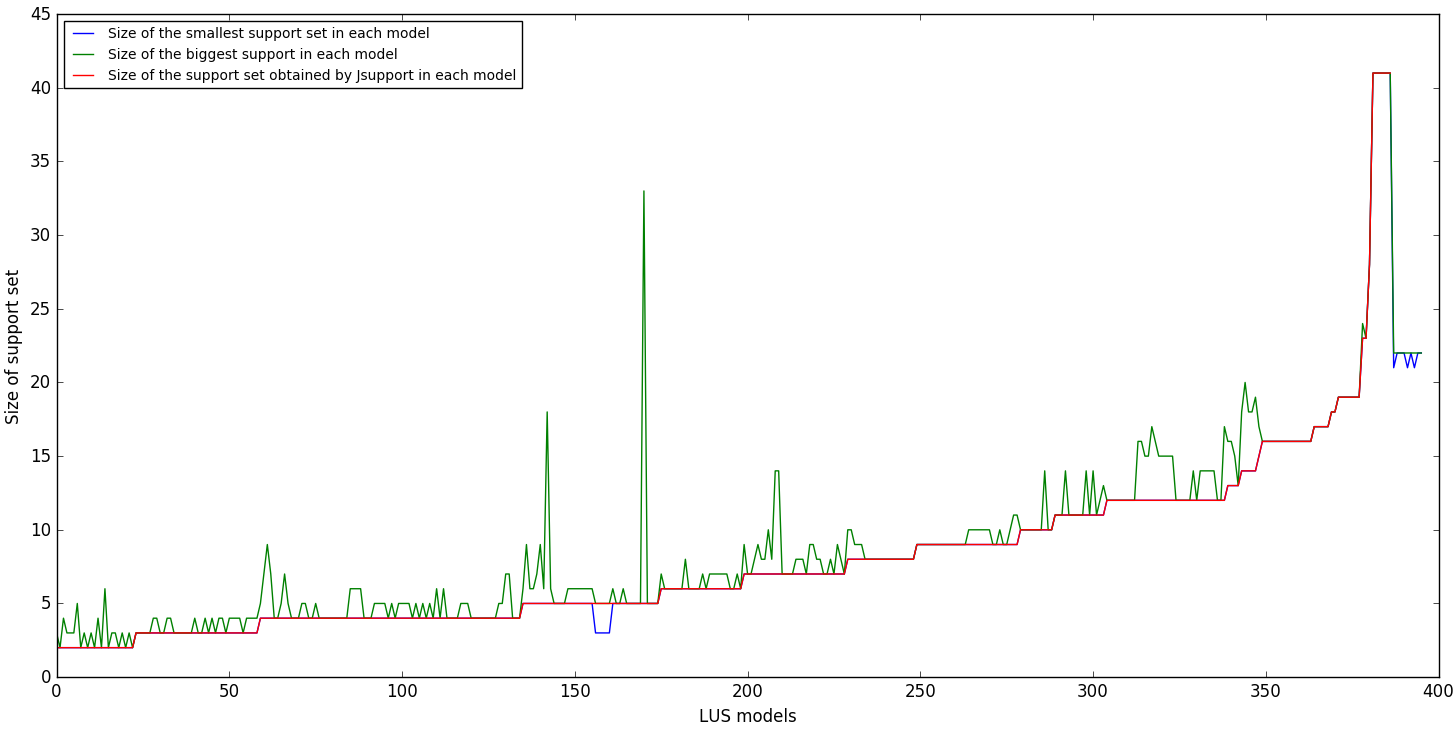 45
40
35
30
25
20
15
10
5
0
Size of support set
Size of the smallest support set in each model
Size of the biggest support in each model
Size of the support set obtained by Jsupport in each model
0 50 100 150 200 250 300 350 400
LUS models